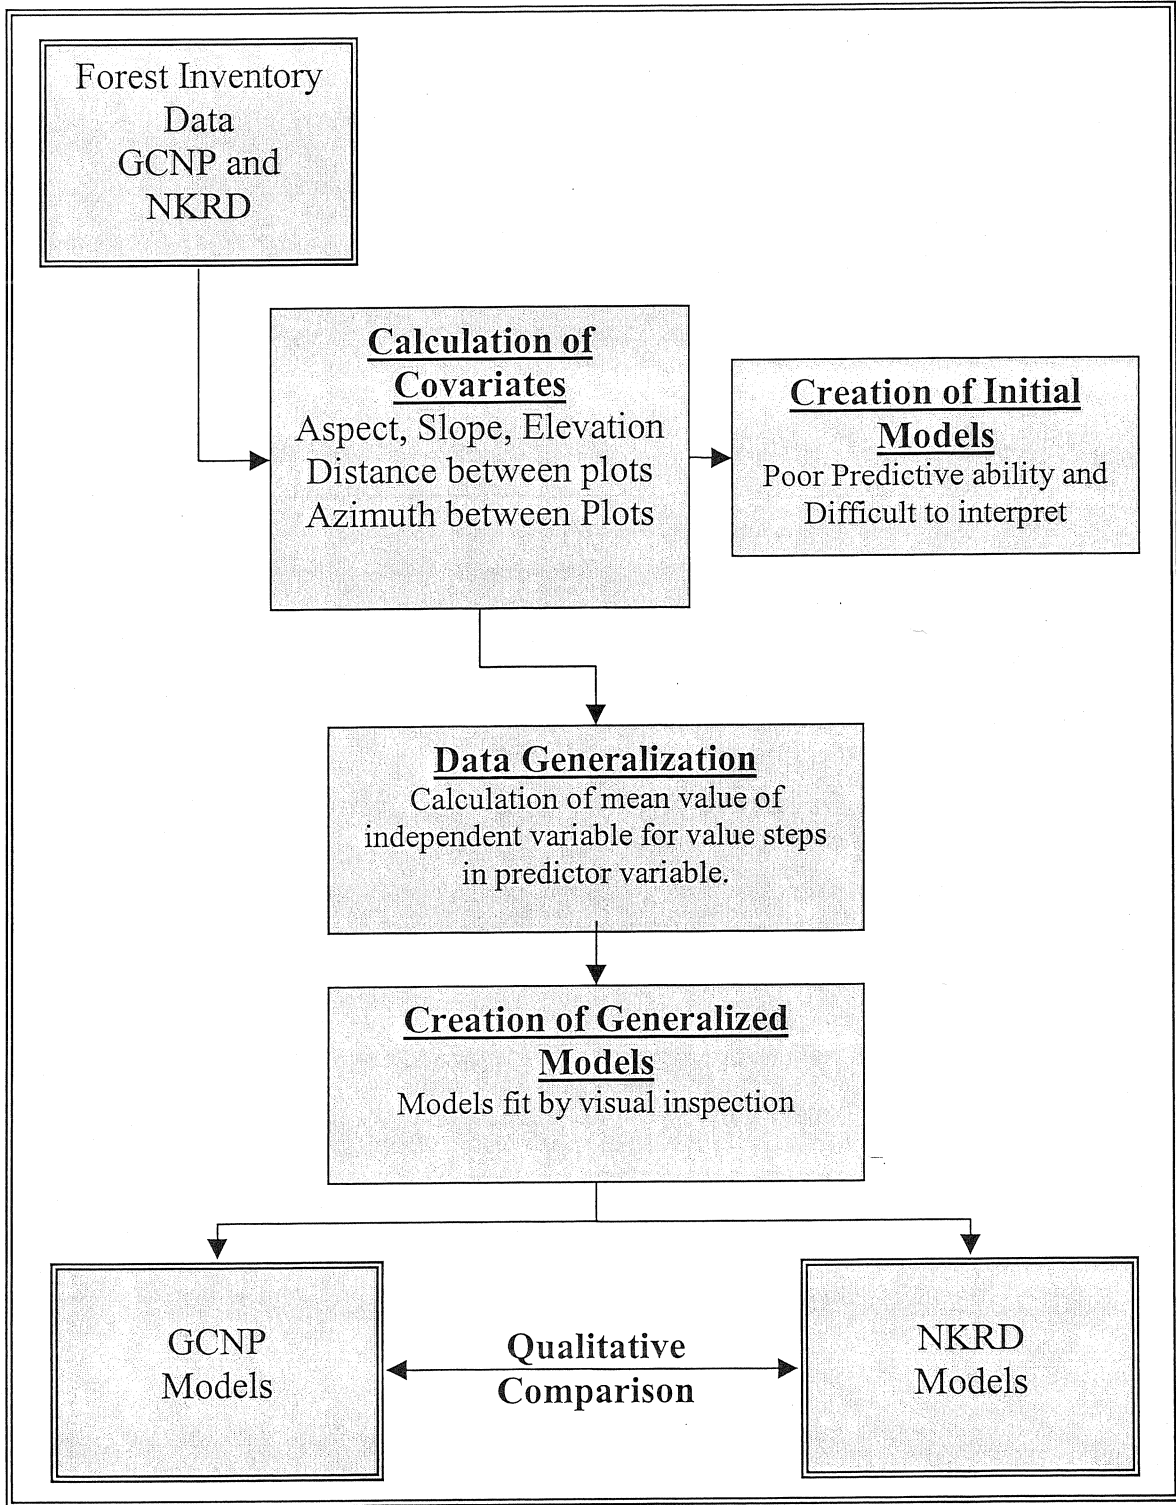 Forest Inventory
Data
GCNP and
NKRD
Calculation of
Covariates
Aspect, Slope, Elevation
Distance between plots
Azimuth between Plots
Creation of Initial
Models
Poor Predictive ability and
Difficult to interpret
Data Generalization
Calculation of mean value of
independent variable for value steps
in predictor variable.
Creation of Generalized
Models
Models fit by visual inspection
GCNP
Models
Qualitative
Comparison
NKRD
Models